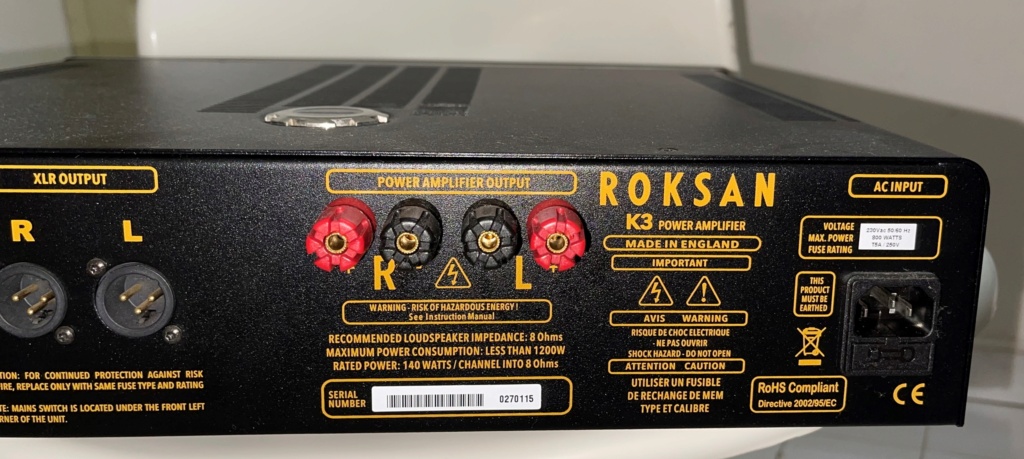 XLR OUTPUT
R L
TION: FOR CONTINUED PROTECTION AGAINST RISK
IRE, REPLACE ONLY WITH SAME FUSE TYPE AND RATING
TE: MAINS SWITCH IS LOCATED UNDER THE FRONT LEFT
RNER OF THE UNIT.
POWER AMPLIFIER OUTPUT
R L
WARNING - RISK OF HAZARDOUS ENERGY !
See Instruction Manual
RECOMMENDED LOUDSPEAKER IMPEDANCE: 8 Ohms
MAXIMUM POWER CONSUMPTION: LESS THAN 1200W
RATED POWER: 140 WATTS / CHANNEL INTO 8 Ohms
SERIAL
NUMBER
0270115
ROKSAN
K3 POWER AMPLIFIER
MADE IN ENGLAND
IMPORTANT
AVIS WARNING
RISQUE DE CHOC ELECTRIQUE
- NE PAS OUVRIR
SHOCK HAZARD - DO NOT OPEN
ATTENTION CAUTION
UTILISER UN FUSIBLE
DE RECHANGE DE MEM
TYPE ET CALIBRE
AC INPUT
VOLTAGE 230Vac 50/60 Hz
MAX. POWER 800 WATTS
FUSE RATING T5A - 250V
THIS
PRODUCT
MUST BE
EARTHED
RoHS Compliant
Directive 2002/95/EC
CE